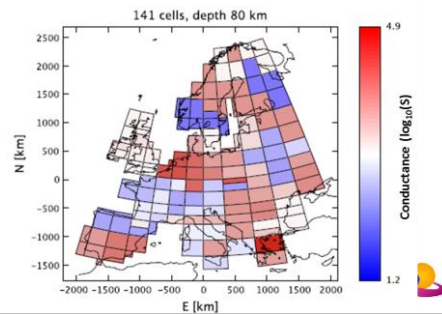 141 cells, depth 80 km
4.9
2500
2000
1500
1000
500
0
−500
−1000
−1500
N [km]
−2000 −1500 −1000 −500 0 500 1000 1500 2000
E [km]
Conductance (log10(S)
1.2